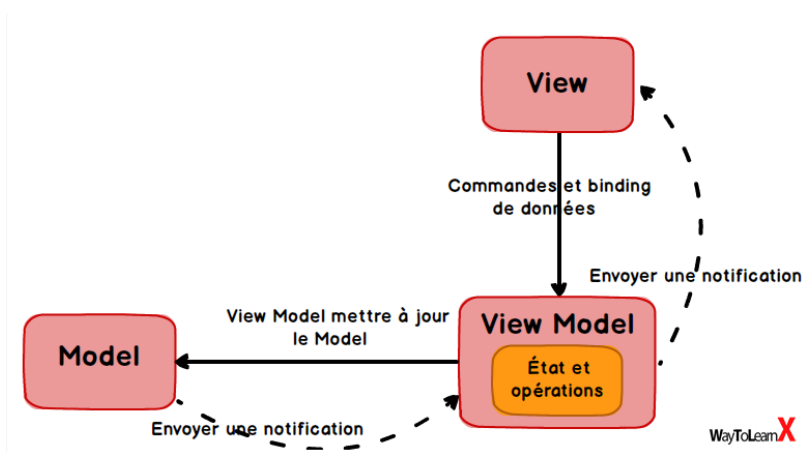 View
Commandes et binding
de données
Envoyer une notification
View Model mettre à jour
le Model
View Model
Model
État et
opérations
Envoyer une notification
WayToLearnX